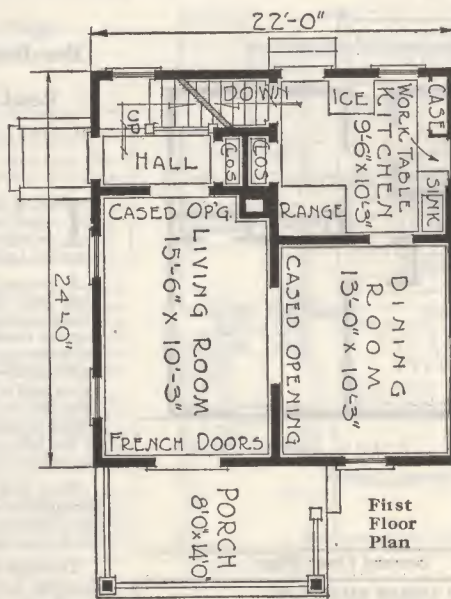 22'-0"
DOWN
ICE
CASE
WORK TABLE
KITCHEN
9'-6" X 10'-3"
UP
HALL
CLOS
CLOS
SINK
CASED OP'G.
RANGE
24'-0"
LIVING ROOM
15'-6" X 10'-3"
CASED OPENING
DINING
ROOM
13'-0" X 10'-3"
FRENCH DOORS
PORCH
8'0" X 14'0"
First
Floor
Plan